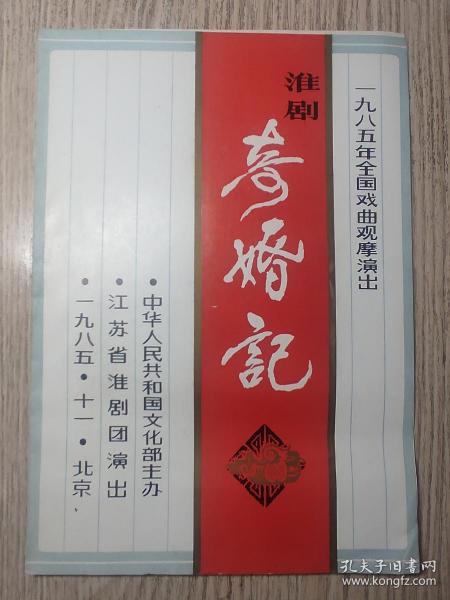 一九八五年全国戏曲观摩演出
淮剧
奇婚記
•中华人民共和国文化部主办
•江苏省淮剧团演出
•一九八五•十一•北京
孔夫子旧书网
www.kongfz.com